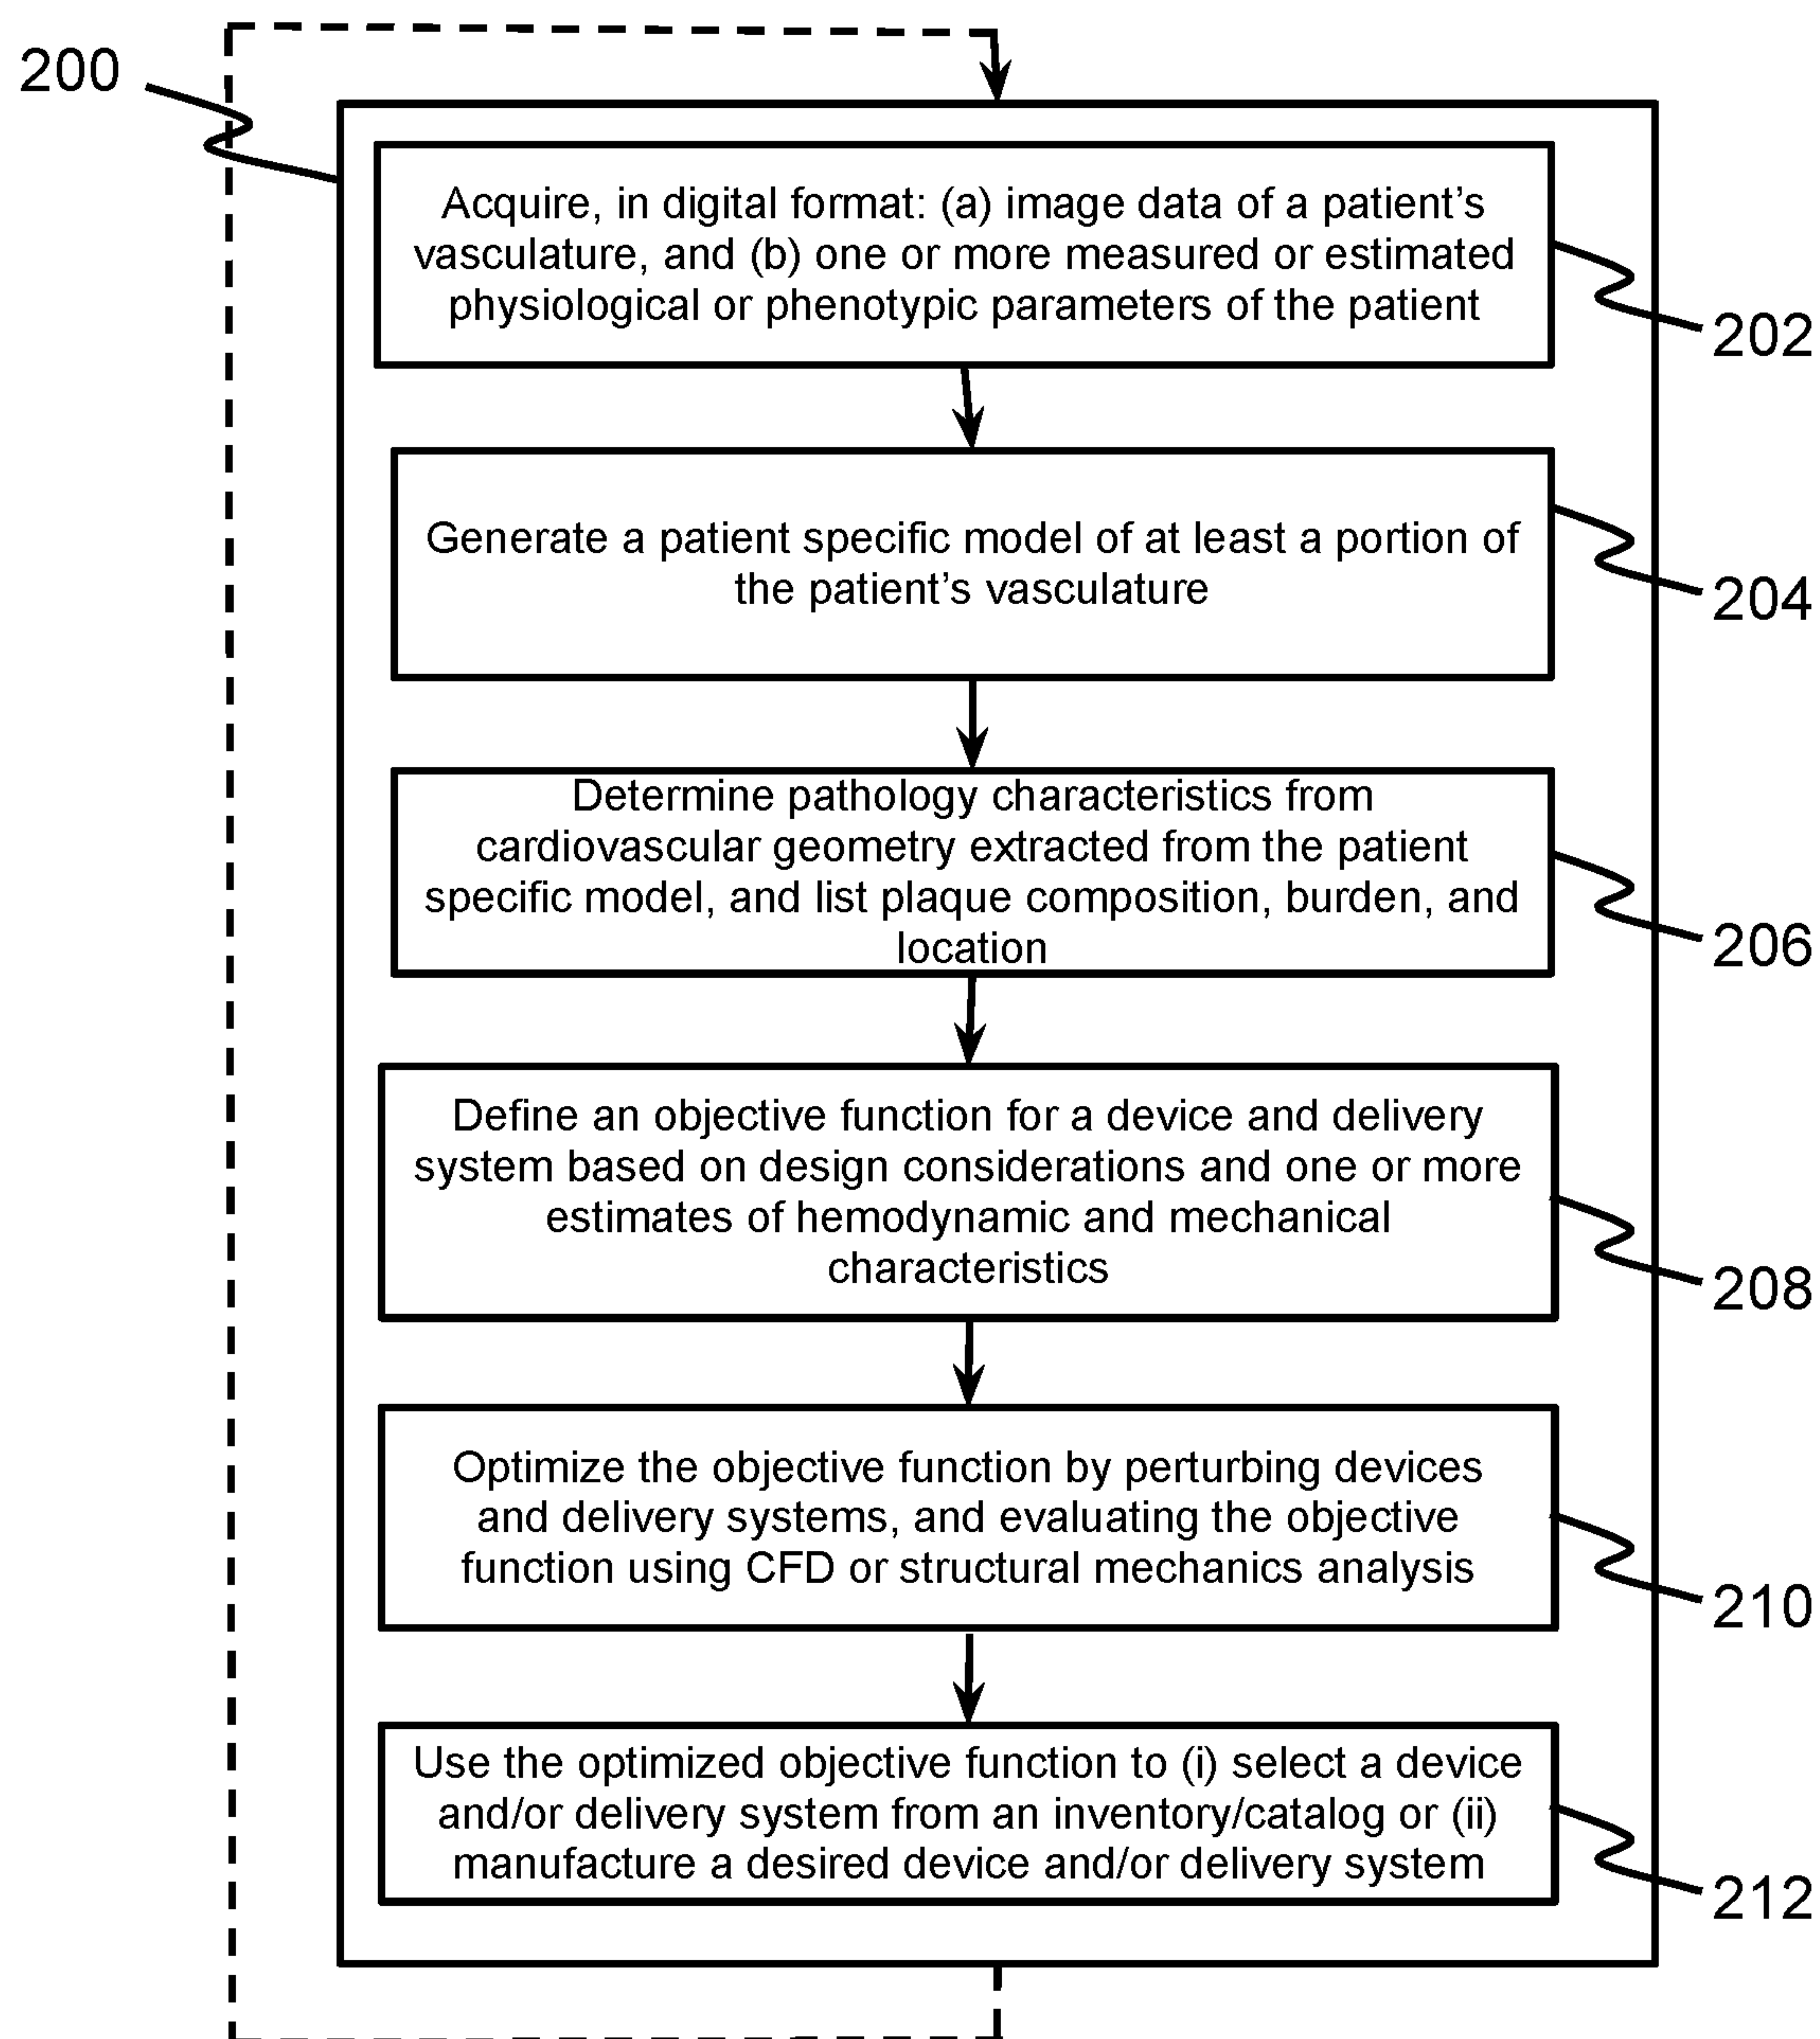 200
Acquire, in digital format: (a) image data of a patient’s
vasculature, and (b) one or more measured or estimated
physiological or phenotypic parameters of the patient
202
Generate a patient specific model of at least a portion of
the patient’s vasculature
204
Determine pathology characteristics from
cardiovascular geometry extracted from the patient
specific model, and list plaque composition, burden, and
location
206
Define an objective function for a device and delivery
system based on design considerations and one or more
estimates of hemodynamic and mechanical
characteristics
208
Optimize the objective function by perturbing devices
and delivery systems, and evaluating the objective
function using CFD or structural mechanics analysis
210
Use the optimized objective function to (i) select a device
and/or delivery system from an inventory/catalog or (ii)
manufacture a desired device and/or delivery system
212